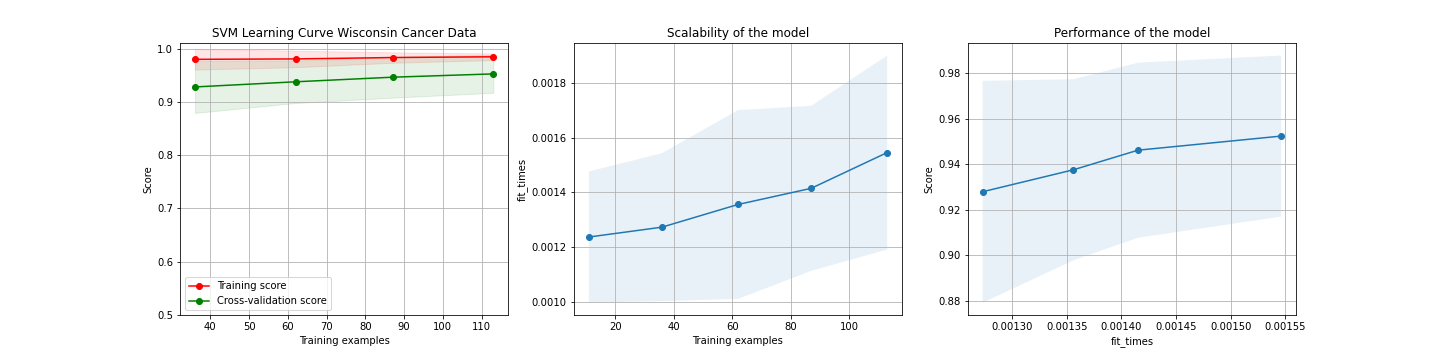 SVM Learning Curve Wisconsin Cancer Data
1.0
0.9
0.8
0.7
0.6
0.5
Score
Training score
Cross-validation score
40 50 60 70 80 90 100 110
Training examples
Scalability of the model
0.0018
0.0016
0.0014
0.0012
0.0010
fit_times
20 40 60 80 100
Training examples
Performance of the model
0.98
0.96
0.94
0.92
0.90
0.88
Score
0.00130 0.00135 0.00140 0.00145 0.00150 0.00155
fit_times